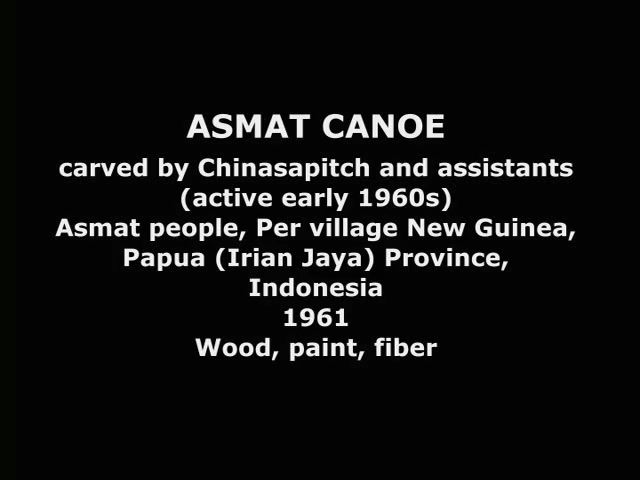 ASMAT CANOE
carved by Chinasapitch and assistants
(active early 1960s)
Asmat people, Per village New Guinea,
Papua (Irian Jaya) Province,
Indonesia
1961
Wood, paint, fiber